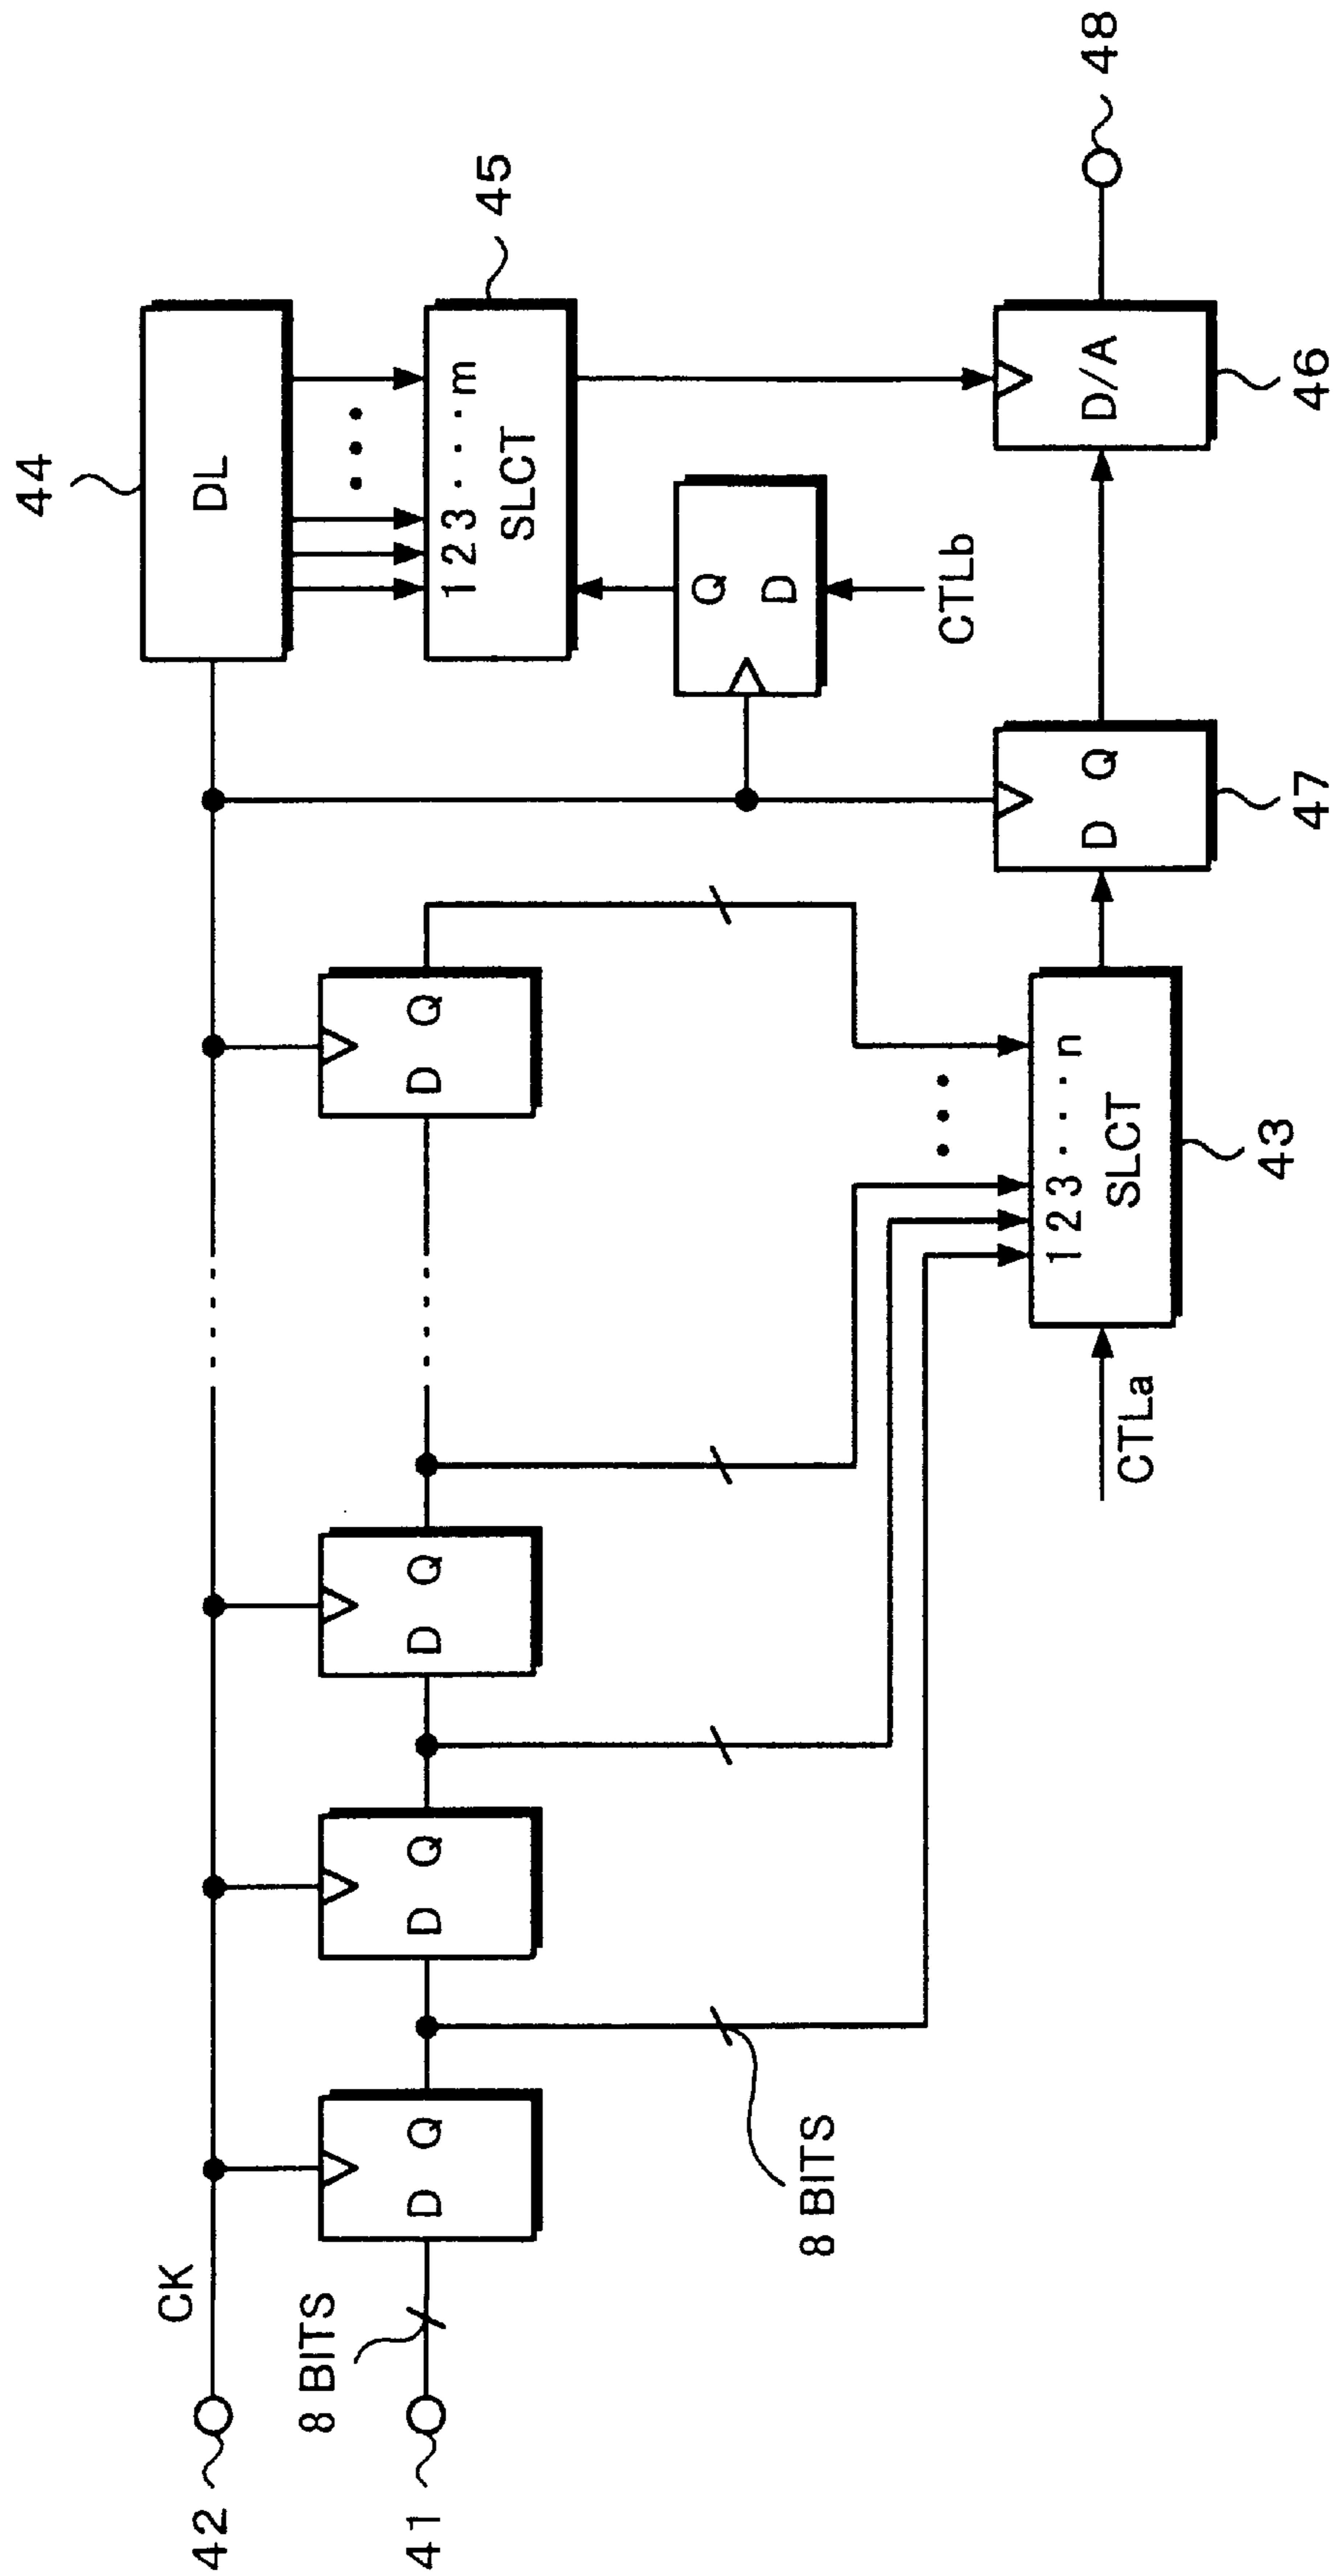 44
DL
1 2 3 · · · m
SLCT
45
Q
D
CTLb
CK
42
8 BITS
41
D Q
D Q
D Q
D Q
8 BITS
1 2 3 · · · n
SLCT
CTLa
43
D Q
47
D/A
46
48